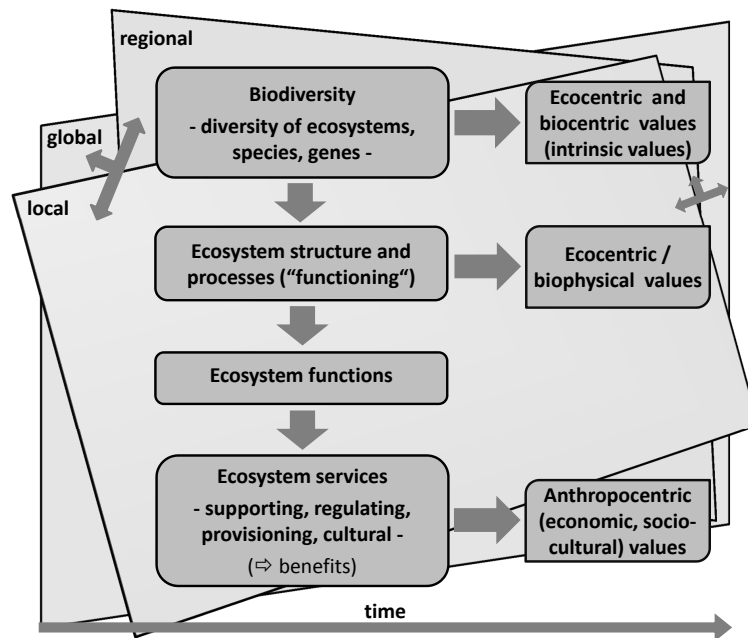 regional
global
local
Biodiversity
- diversity of ecosystems,
species, genes -
Ecocentric and
biocentric values
(intrinsic values)
Ecosystem structure and
processes (“functioning“)
Ecocentric /
biophysical values
Ecosystem functions
Ecosystem services
- supporting, regulating,
provisioning, cultural -
(⇨ benefits)
Anthropocentric
(economic, socio-
cultural) values
time